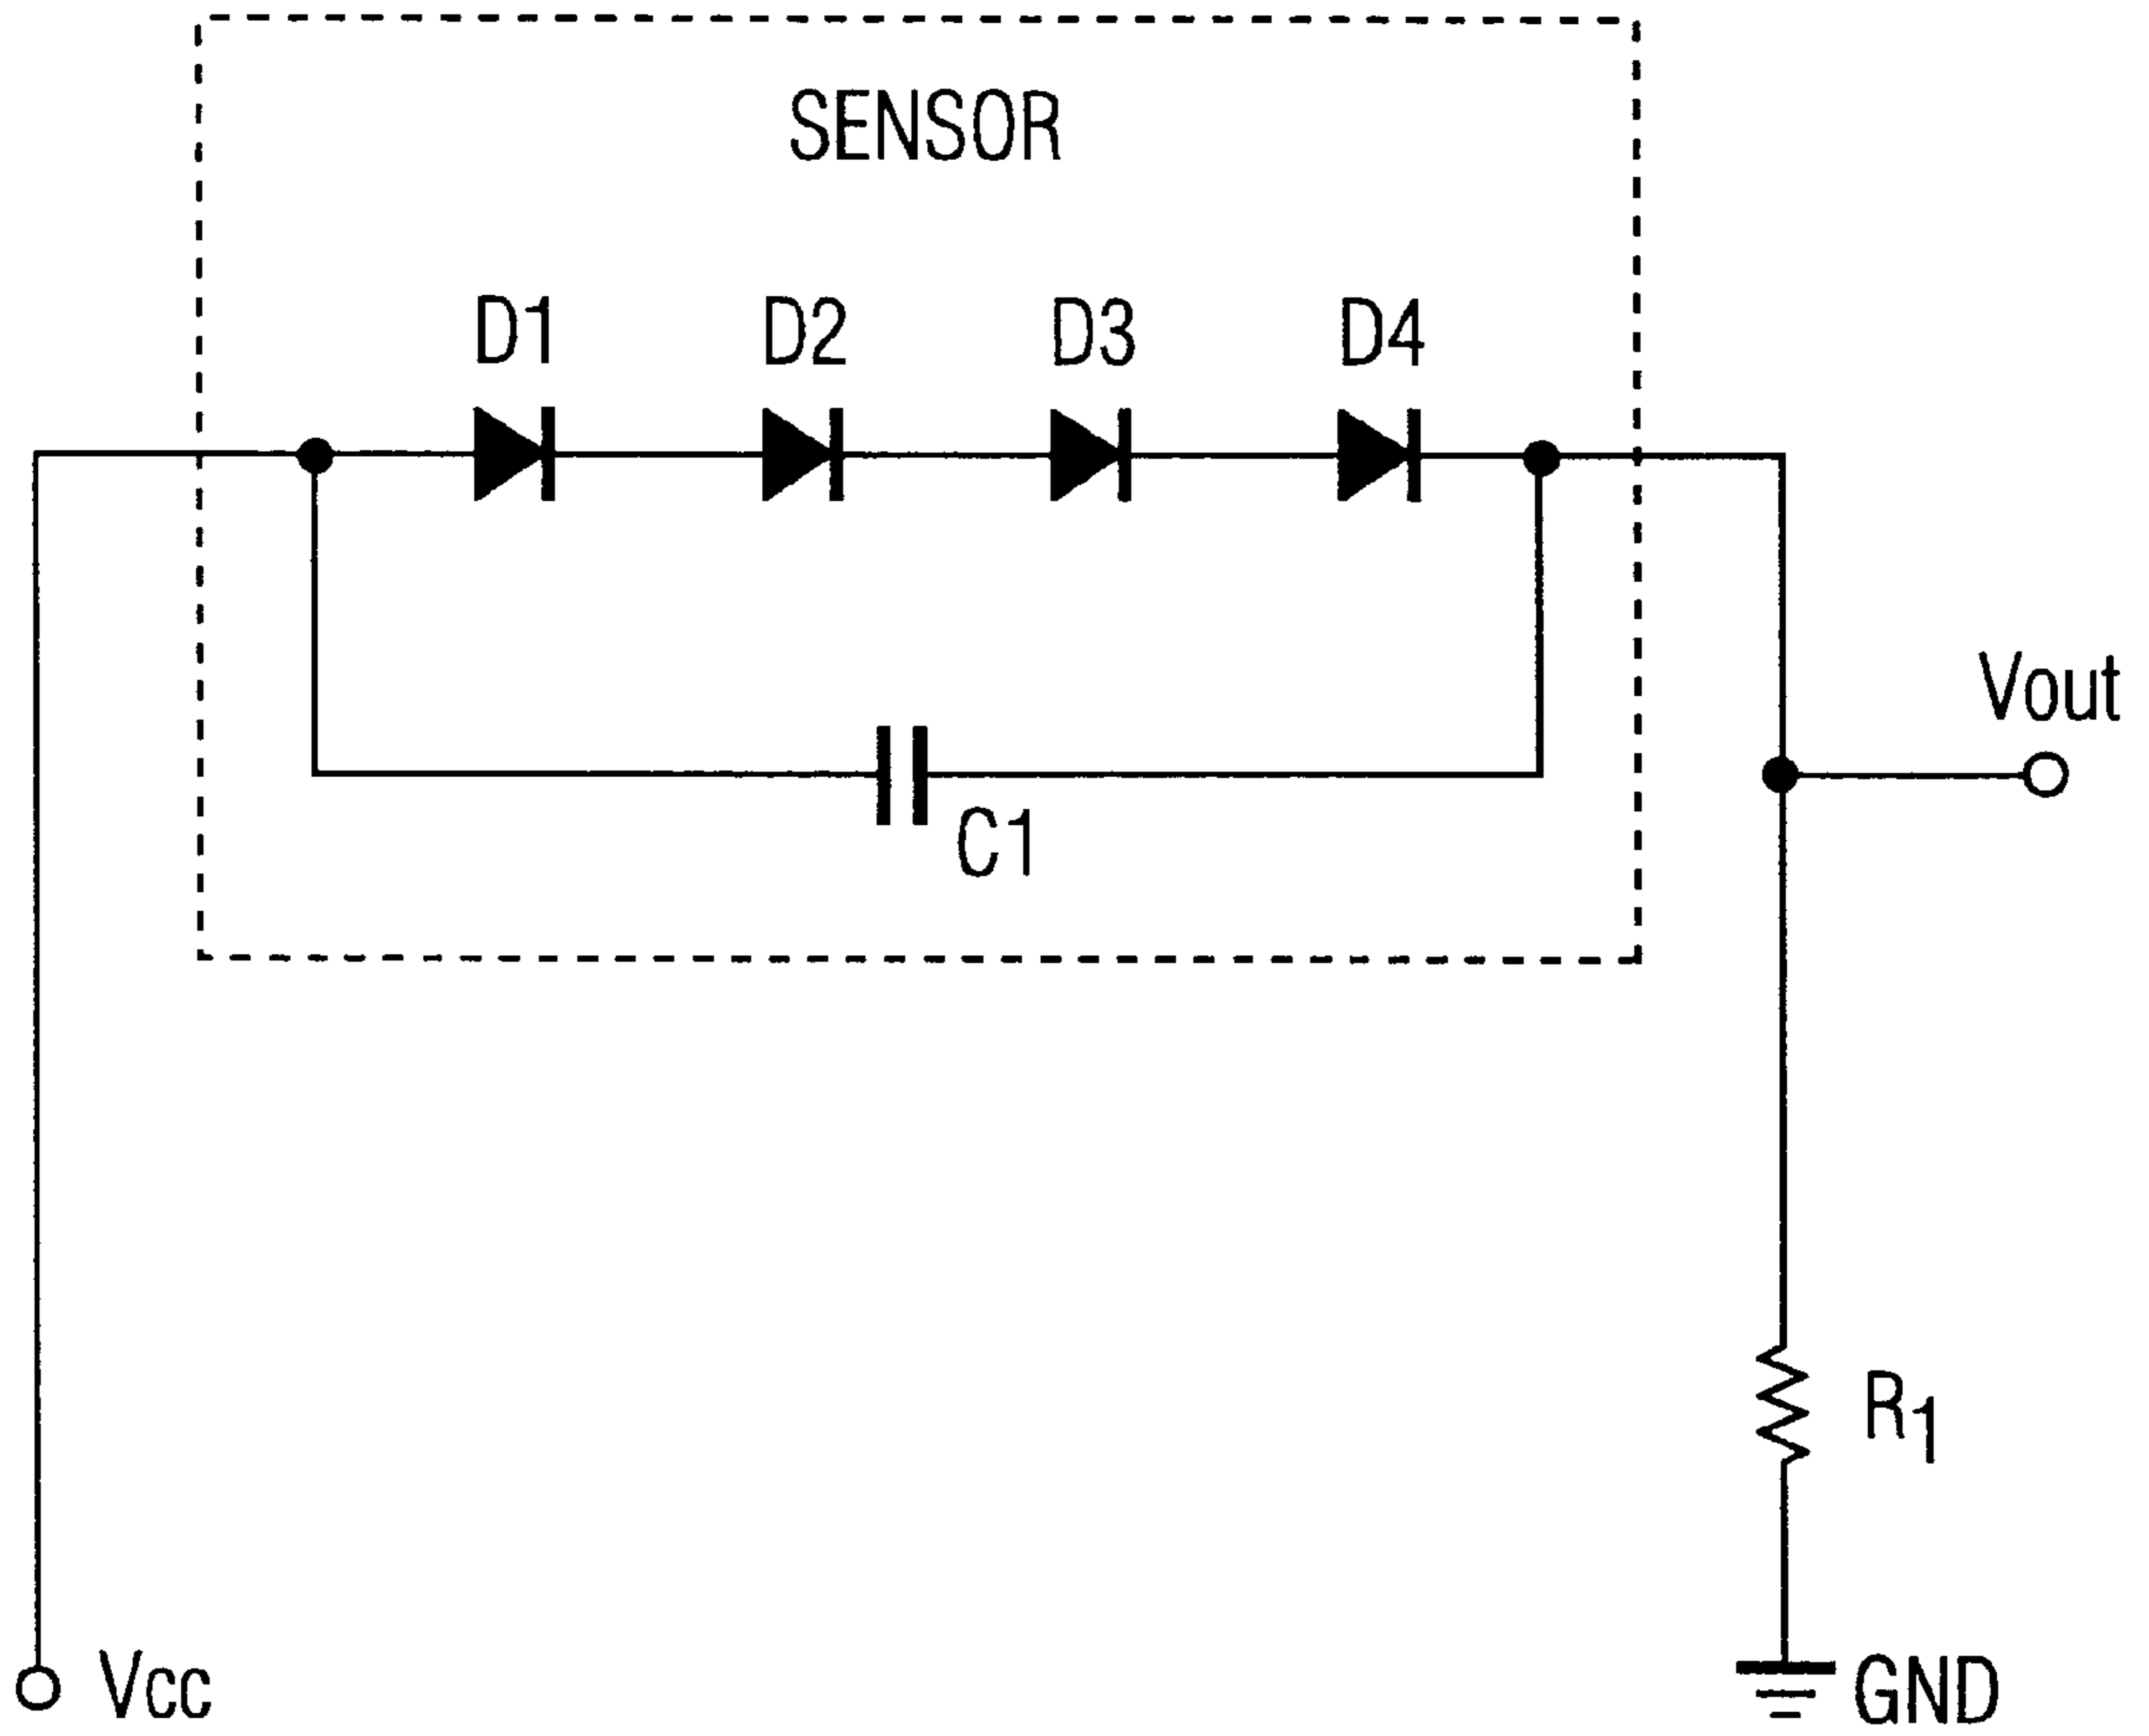 SENSOR
D1 D2 D3 D4
Vout
C1
R1
Vcc
GND